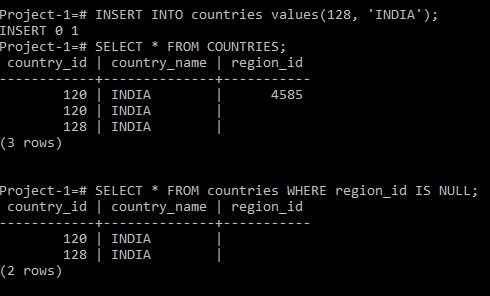 Project-1=# INSERT INTO countries values(128, 'INDIA');
INSERT 0 1
Project-1=# SELECT * FROM COUNTRIES;
 country_id | country_name | region_id
------------+--------------+-----------
        120 | INDIA        |      4585
        120 | INDIA        |
        128 | INDIA        |
(3 rows)
Project-1=# SELECT * FROM countries WHERE region_id IS NULL;
 country_id | country_name | region_id
------------+--------------+-----------
        120 | INDIA        |
        128 | INDIA        |
(2 rows)